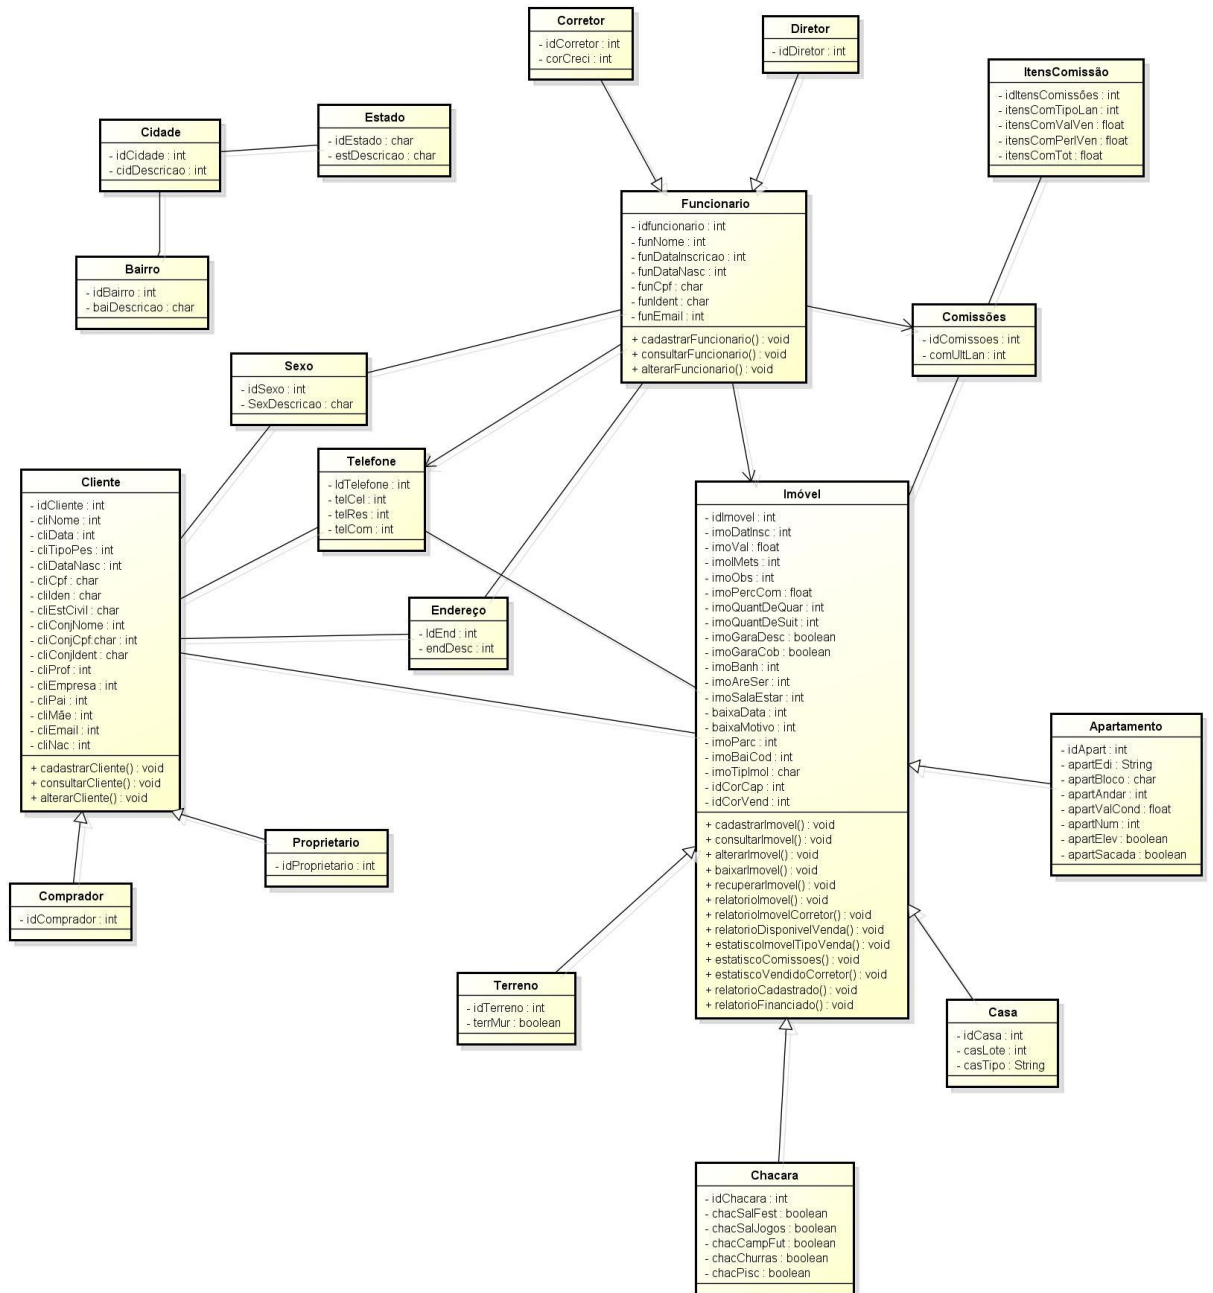 Corretor
- idCorretor : int
- corCreci : int
Diretor
- idDiretor : int
ItensComissão
- idItensComissões : int
- itensComTipoLan : int
- itensComValVen : float
- itensComPerlVen : float
- itensComTot : float
Cidade
- idCidade : int
- cidDescricao : int
Estado
- idEstado : char
- estDescricao : char
Funcionario
- idfuncionario : int
- funNome : int
- funDataInscricao : int
- funDataNasc : int
- funCpf : char
- funIdent : char
- funEmail : int
+ cadastrarFuncionario() : void
+ consultarFuncionario() : void
+ alterarFuncionario() : void
Bairro
- idBairro : int
- baiDescricao : char
Comissões
- idComissoes : int
- comUltLan : int
Sexo
- idSexo : int
- SexDescricao : char
Telefone
- IdTelefone : int
- telCel : int
- telRes : int
- telCom : int
Cliente
- idCliente : int
- cliNome : int
- cliData : int
- cliTipoPes : int
- cliDataNasc : int
- cliCpf : char
- cliIden : char
- cliEstCivil : char
- cliConjNome : int
- cliConjCpf:char : int
- cliConjIdent : char
- cliProf : int
- cliEmpresa : int
- cliPai : int
- cliMãe : int
- cliEmail : int
- cliNac : int
+ cadastrarCliente() : void
+ consultarCliente() : void
+ alterarCliente() : void
Imóvel
- idImovel : int
- imoDatInsc : int
- imoVal : float
- imoIMets : int
- imoObs : int
- imoPercCom : float
- imoQuantDeQuar : int
- imoQuantDeSuit : int
- imoGaraDesc : boolean
- imoGaraCob : boolean
- imoBanh : int
- imoAreSer : int
- imoSalaEstar : int
- baixaData : int
- baixaMotivo : int
- imoParc : int
- imoBaiCod : int
- imoTipImol : char
- idCorCap : int
- idCorVend : int
+ cadastrarImovel() : void
+ consultarImovel() : void
+ alterarImovel() : void
+ baixarImovel() : void
+ recuperarImovel() : void
+ relatorioImovel() : void
+ relatorioImovelCorretor() : void
+ relatorioDisponivelVenda() : void
+ estatiscoImovelTipoVenda() : void
+ estatiscoComissoes() : void
+ estatiscoVendidoCorretor() : void
+ relatorioCadastrado() : void
+ relatorioFinanciado() : void
Endereço
- IdEnd : int
- endDesc : int
Apartamento
- idApart : int
- apartEdi : String
- apartBloco : char
- apartAndar : int
- apartValCond : float
- apartNum : int
- apartElev : boolean
- apartSacada : boolean
Proprietario
- idProprietario : int
Comprador
- idComprador : int
Terreno
- idTerreno : int
- terrMur : boolean
Casa
- idCasa : int
- casLote : int
- casTipo : String
Chacara
- idChacara : int
- chacSalFest : boolean
- chacSalJogos : boolean
- chacCampFut : boolean
- chacChurras : boolean
- chacPisc : boolean